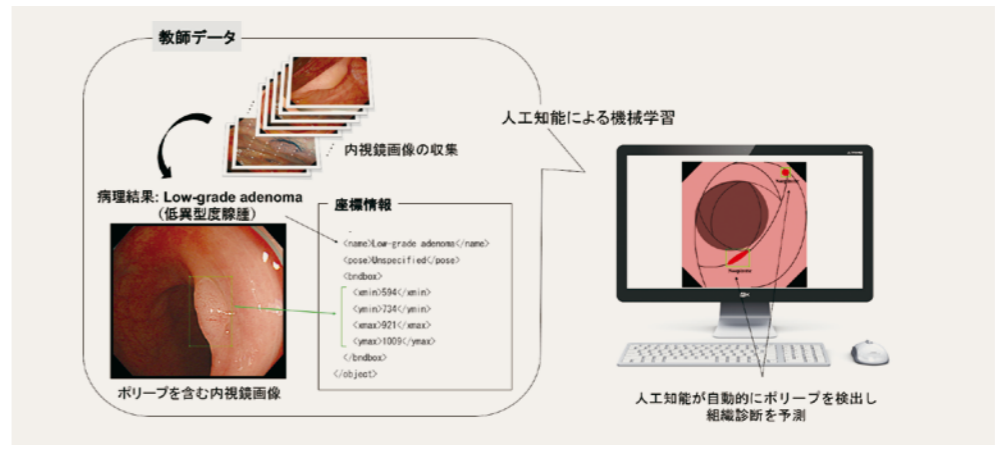 教師データ
内視鏡画像の収集
人工知能による機械学習
病理結果: Low-grade adenoma
(低異型度腺腫)
座標情報
<name>Low-grade adenoma</name>
<pose>Unspecified</pose>
<bndbox>
<xmin>594</xmin>
<ymin>734</ymin>
<xmax>921</xmax>
<ymax>1009</ymax>
</bndbox>
</object>
ポリープを含む内視鏡画像
人工知能が自動的にポリープを検出し
組織診断を予測